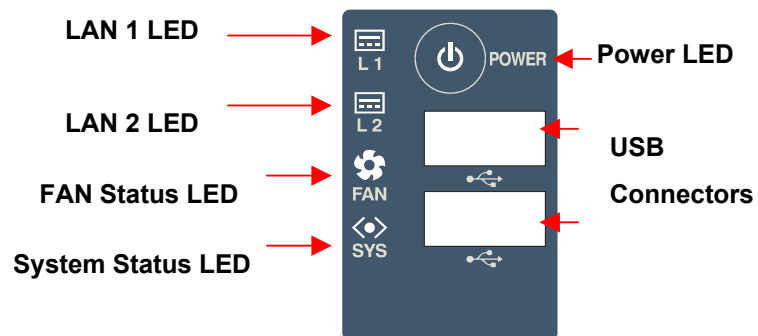 LAN 1 LED
L 1
POWER
Power LED
LAN 2 LED
L 2
USB
Connectors
FAN Status LED
FAN
System Status LED
SYS